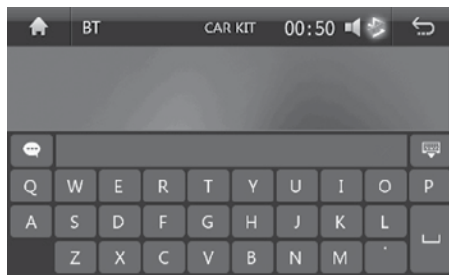 BT CAR KIT 00:50
Q W E R T Y U I O P
A S D F G H J K L
Z X C V B N M .